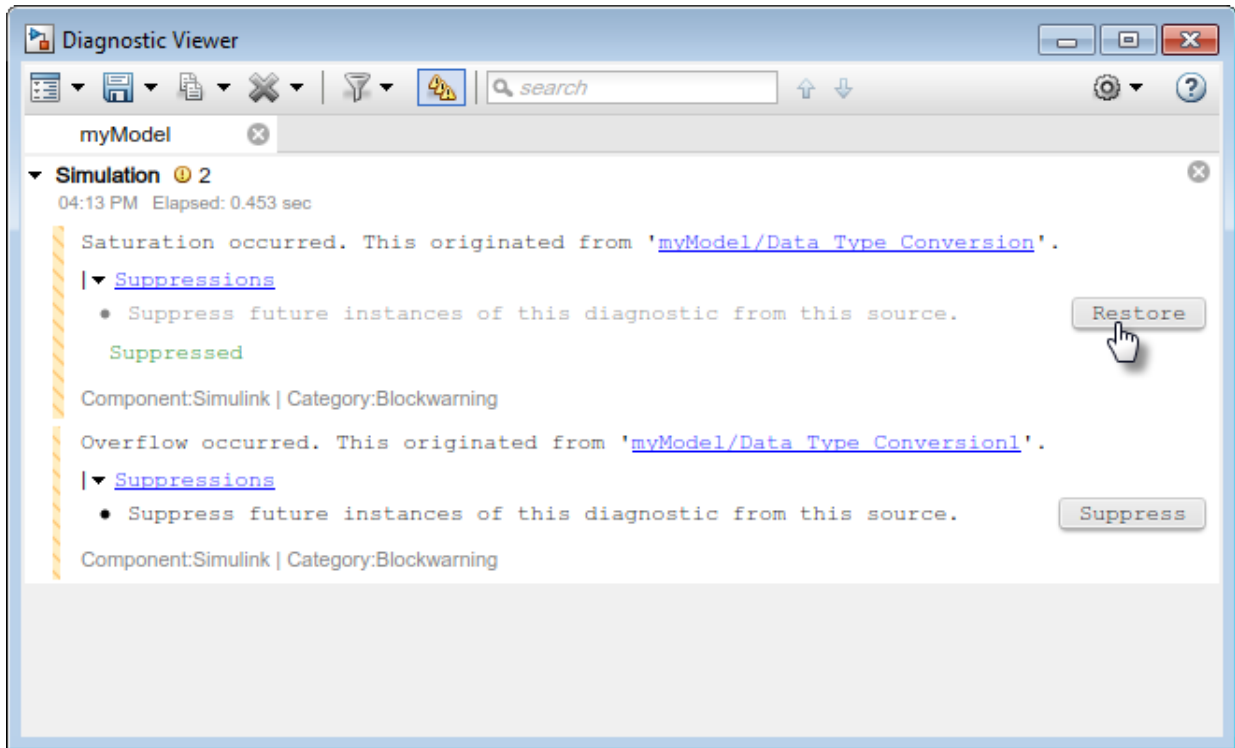 Diagnostic Viewer
search
myModel
Simulation 2
04:13 PM Elapsed: 0.453 sec
Saturation occurred. This originated from 'myModel/Data Type Conversion'.
Suppressions
• Suppress future instances of this diagnostic from this source. Restore
Suppressed
Component:Simulink | Category:Blockwarning
Overflow occurred. This originated from 'myModel/Data Type Conversion1'.
Suppressions
• Suppress future instances of this diagnostic from this source. Suppress
Component:Simulink | Category:Blockwarning